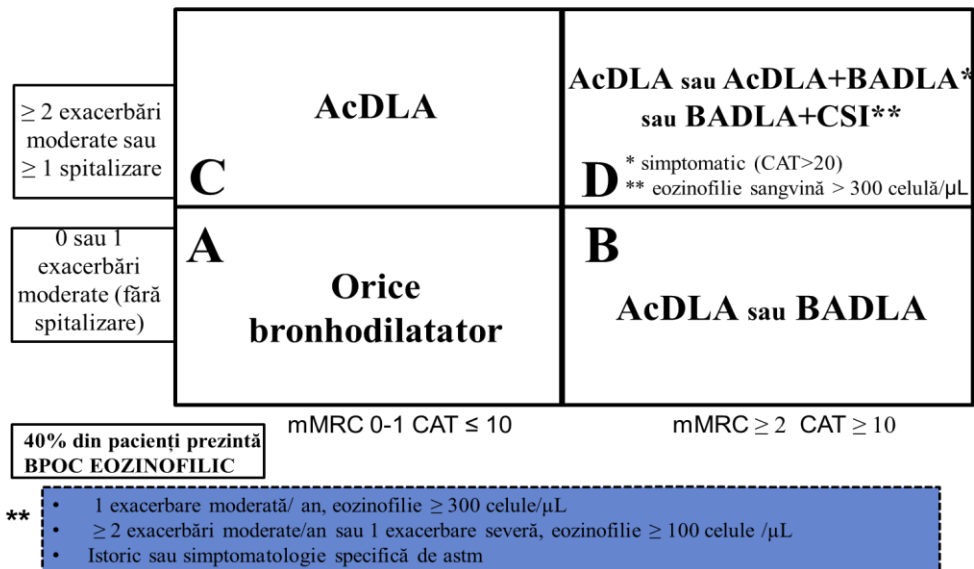 ≥ 2 exacerbări
moderate sau
≥ 1 spitalizare
AcDLA
C
AcDLA sau AcDLA+BADLA*
sau BADLA+CSI**
D
* simptomatic (CAT>20)
** eozinofilie sangvină > 300 celulă/µL
0 sau 1
exacerbări
moderate (fără
spitalizare)
A
Orice
bronhodilatator
B
AcDLA sau BADLA
mMRC 0-1 CAT ≤ 10
mMRC ≥ 2 CAT ≥ 10
40% din pacienți prezintă
BPOC EOZINOFILIC
**
• 1 exacerbare moderată/ an, eozinofilie ≥ 300 celule/µL
• ≥ 2 exacerbări moderate/an sau 1 exacerbare severă, eozinofilie ≥ 100 celule /µL
• Istoric sau simptomatologie specifică de astm